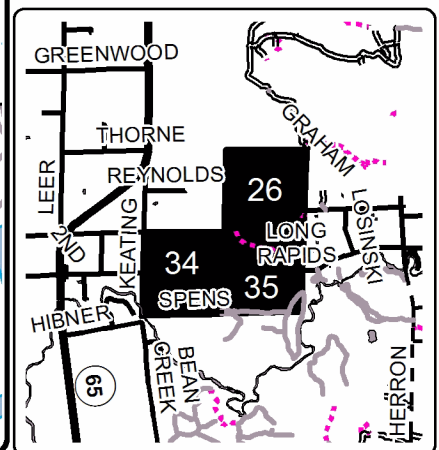 GREENWOOD
GRAHAM
THORNE
REYNOLDS
LEER
26
LOSINSKI
2ND
KEATING
LONG
RAPIDS
34
35
SPENS
HIBNER
BEAN
CREEK
65
HERRON